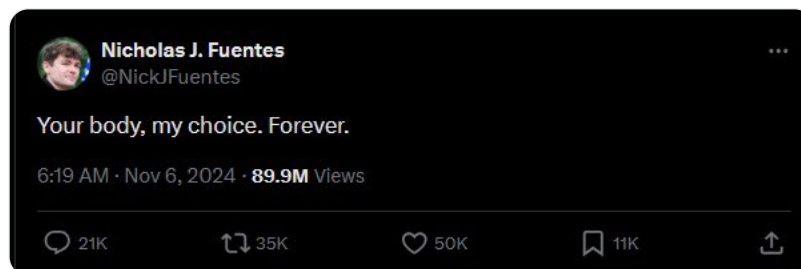 Nicholas J. Fuentes
@NickJFuentes
Your body, my choice. Forever.
6:19 AM · Nov 6, 2024 · 89.9M Views
21K 35K 50K 11K